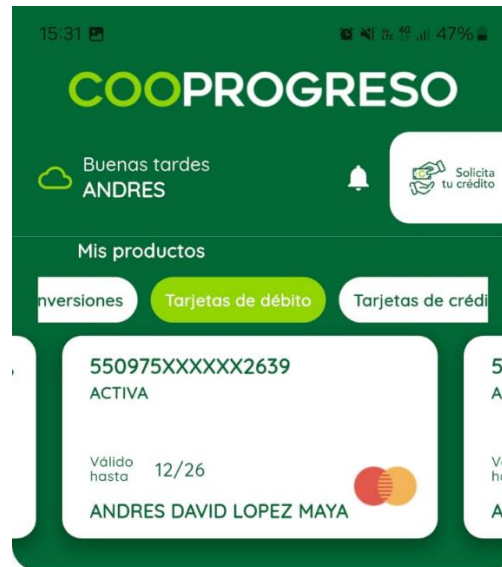 15:31 47%
COOPROGRESO
Buenas tardes
ANDRES
Solicita
tu crédito
Mis productos
nversiones Tarjetas de débito Tarjetas de crédi
550975XXXXXX2639
ACTIVA
Válido
hasta 12/26
ANDRES DAVID LOPEZ MAYA